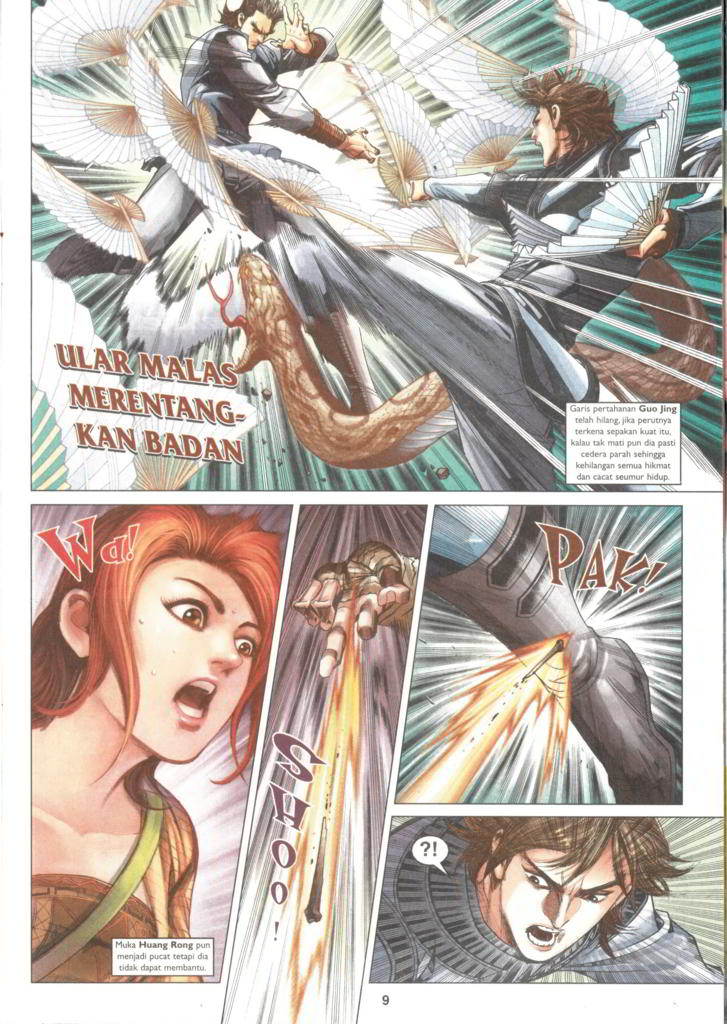 ULAR MALAS
MERENTANG-
KAN BADAN
Garis pertahanan Guo Jing
telah hilang, jika perutnya
terkena sepakan kuat itu,
kalau tak mati pun dia pasti
cedera parah sehingga
kehilangan semua hikmat
dan cacat seumur hidup.
Wa!
Muka Huang Rong pun
menjadi pucat tetapi dia
tidak dapat membantu.
SHOO!
PAK!
?!
9